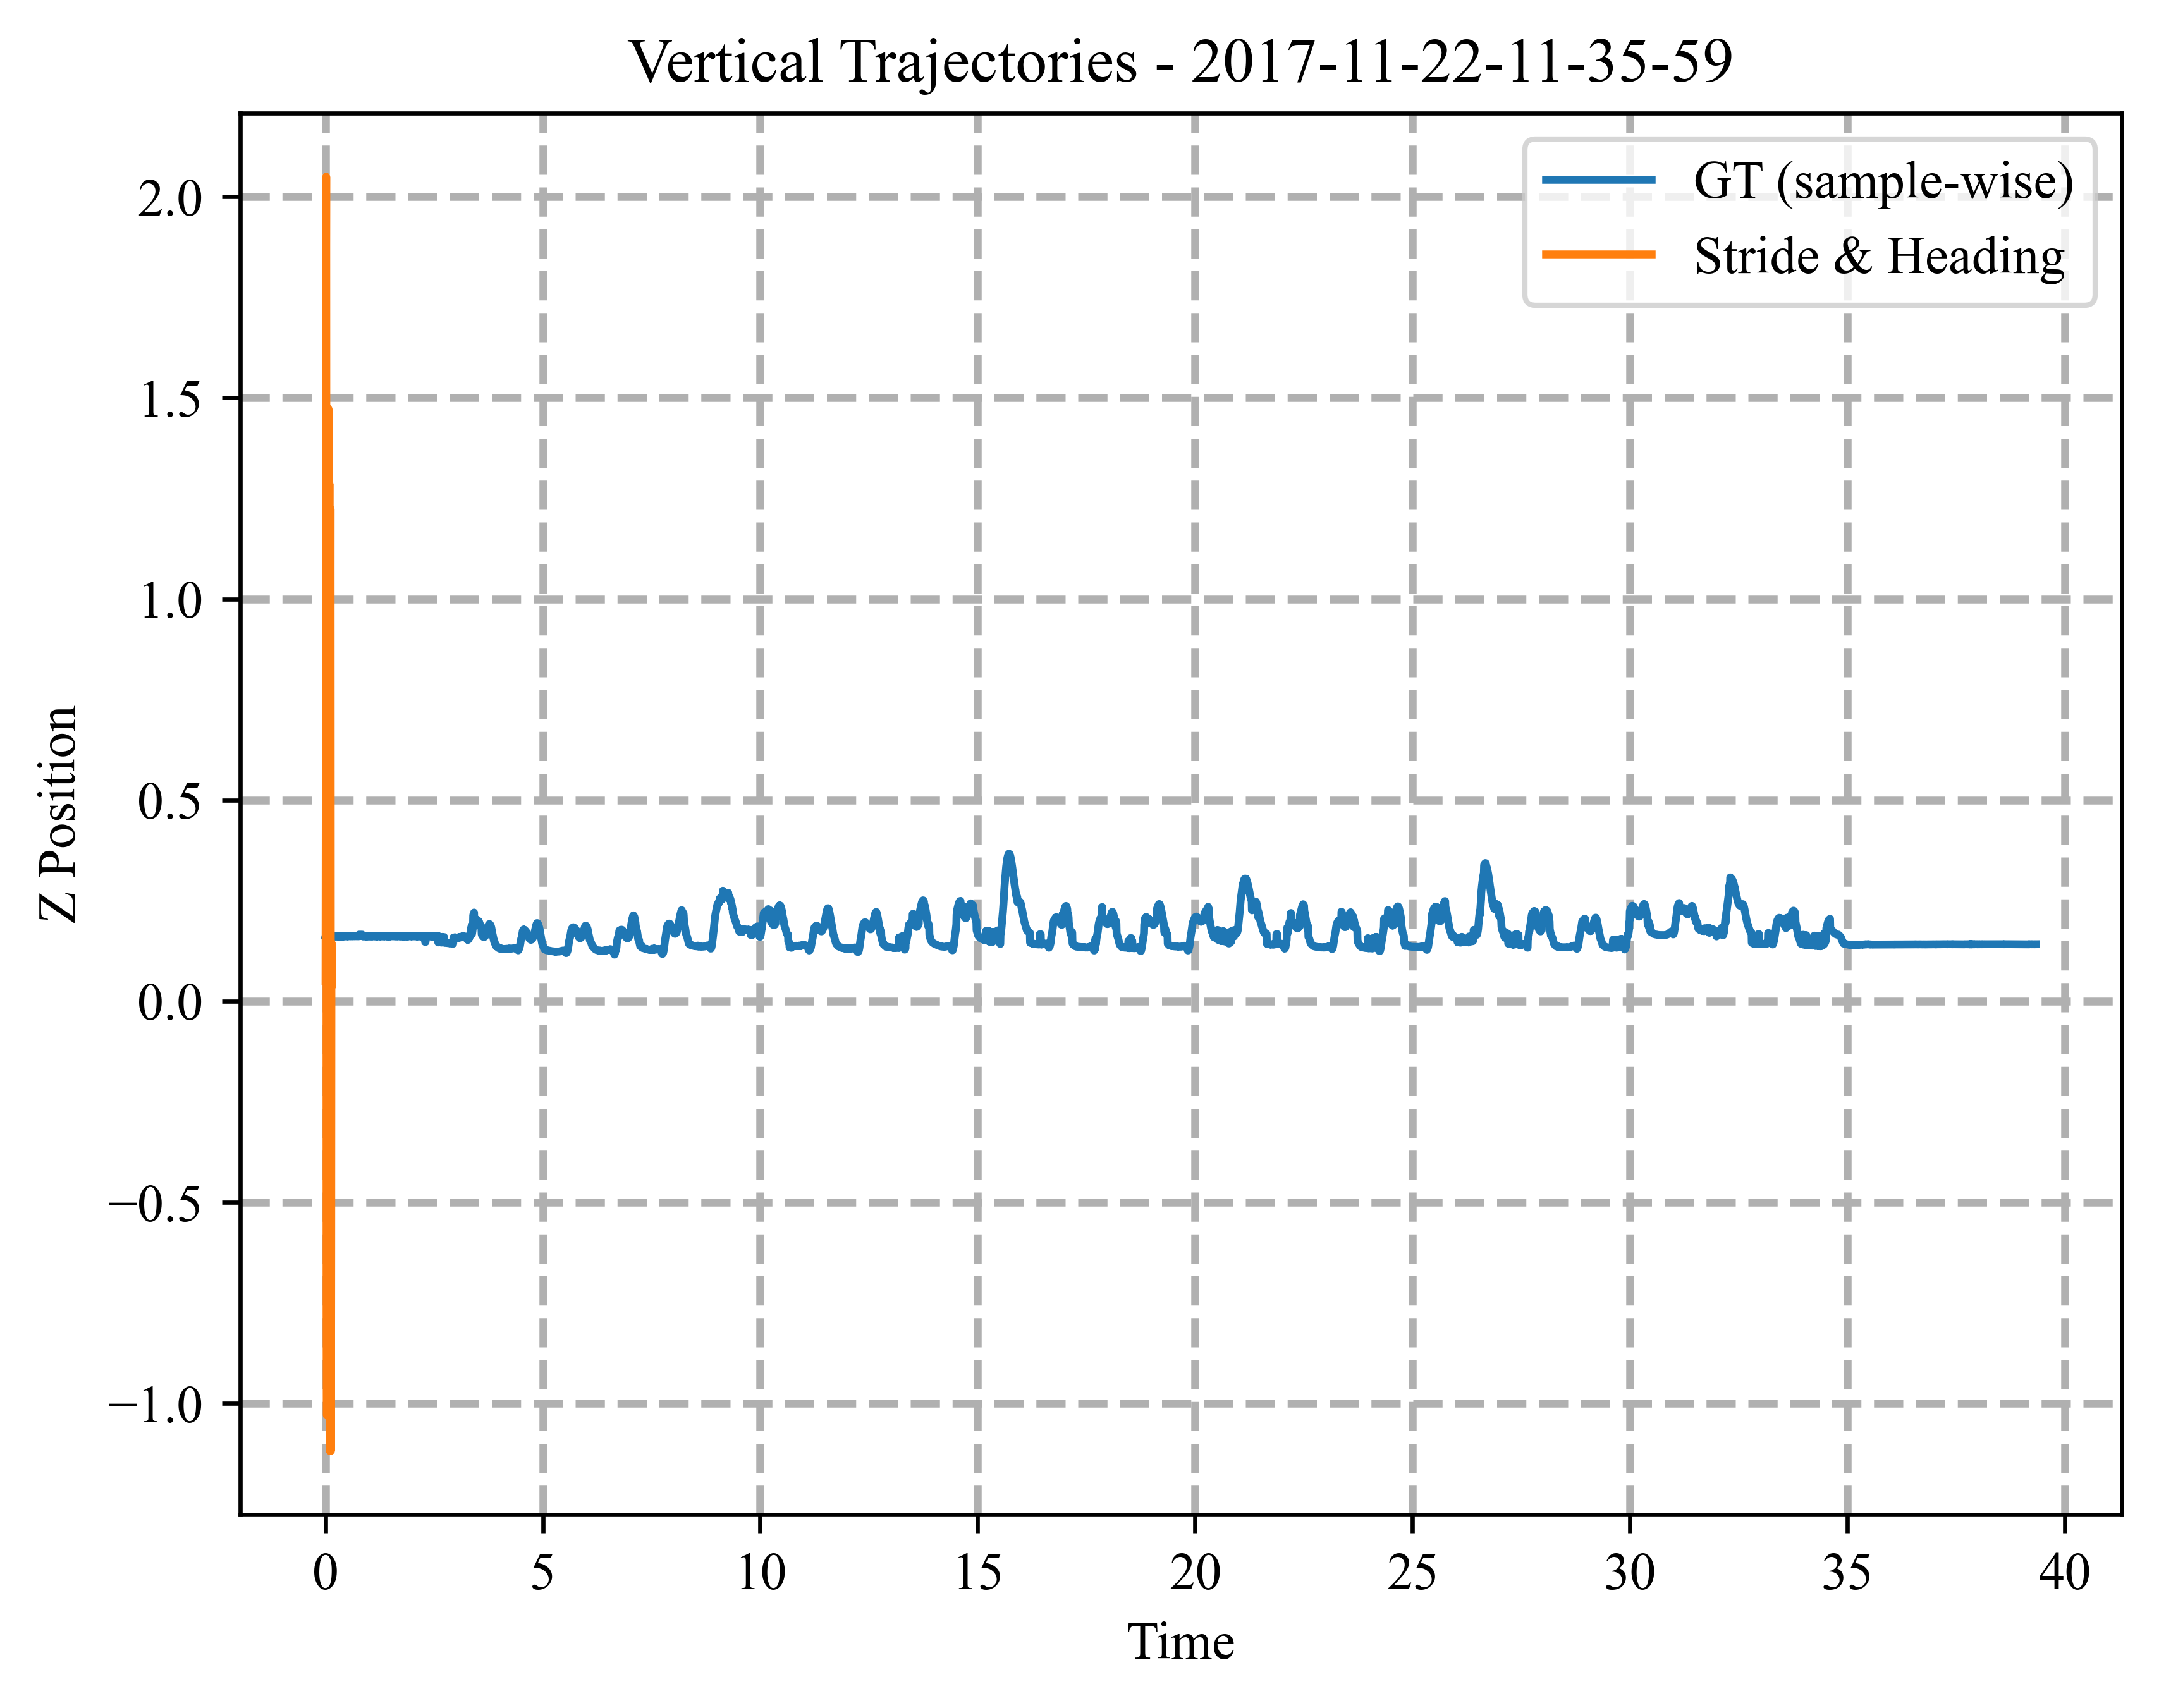 Vertical Trajectories - 2017-11-22-11-35-59
GT (sample-wise)
Stride & Heading
Z Position
2.0
1.5
1.0
0.5
0.0
−0.5
−1.0
0 5 10 15 20 25 30 35 40
Time